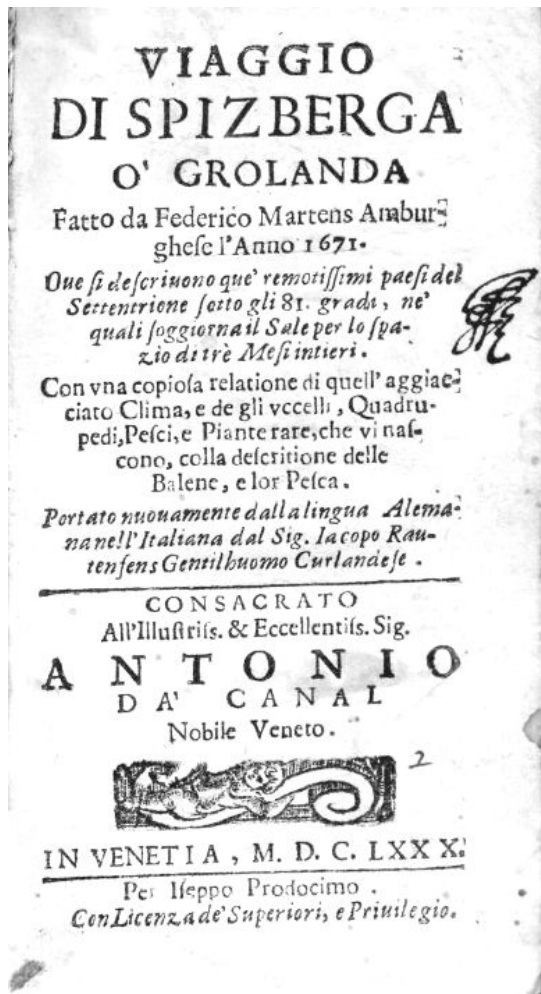 VIAGGIO
DI SPIZBERGA
O' GROLANDA
Fatto da Federico Martens Ambur-
gheſe l'Anno 1671.
Oue ſi deſcriuono que' remotiſſimi paeſi del
Settentrione ſotto gli 81. gradi, ne'
quali ſoggiorna il Sole per lo ſpa-
zio di trè Meſi intieri.
Con vna copioſa relatione di quell' aggiac-
ciato Clima, e de gli vccelli, Quadru-
pedi, Peſci, e Piante rare, che vi naſ-
cono, colla deſcritione delle
Balene, e lor Peſca.
Portato nuouamente dalla lingua Alema-
na nell'Italiana dal Sig. Iacopo Rau-
tenſens Gentilhuomo Curlandeſe.
CONSACRATO
All'Illuſtriſs. & Eccellentiſs. Sig.
ANTONIO
DA' CANAL
Nobile Veneto.
2
IN VENETIA, M. D. C. LXXX.
Per Iſeppo Prodocimo.
Con Licenza de' Superiori, e Priuilegio.